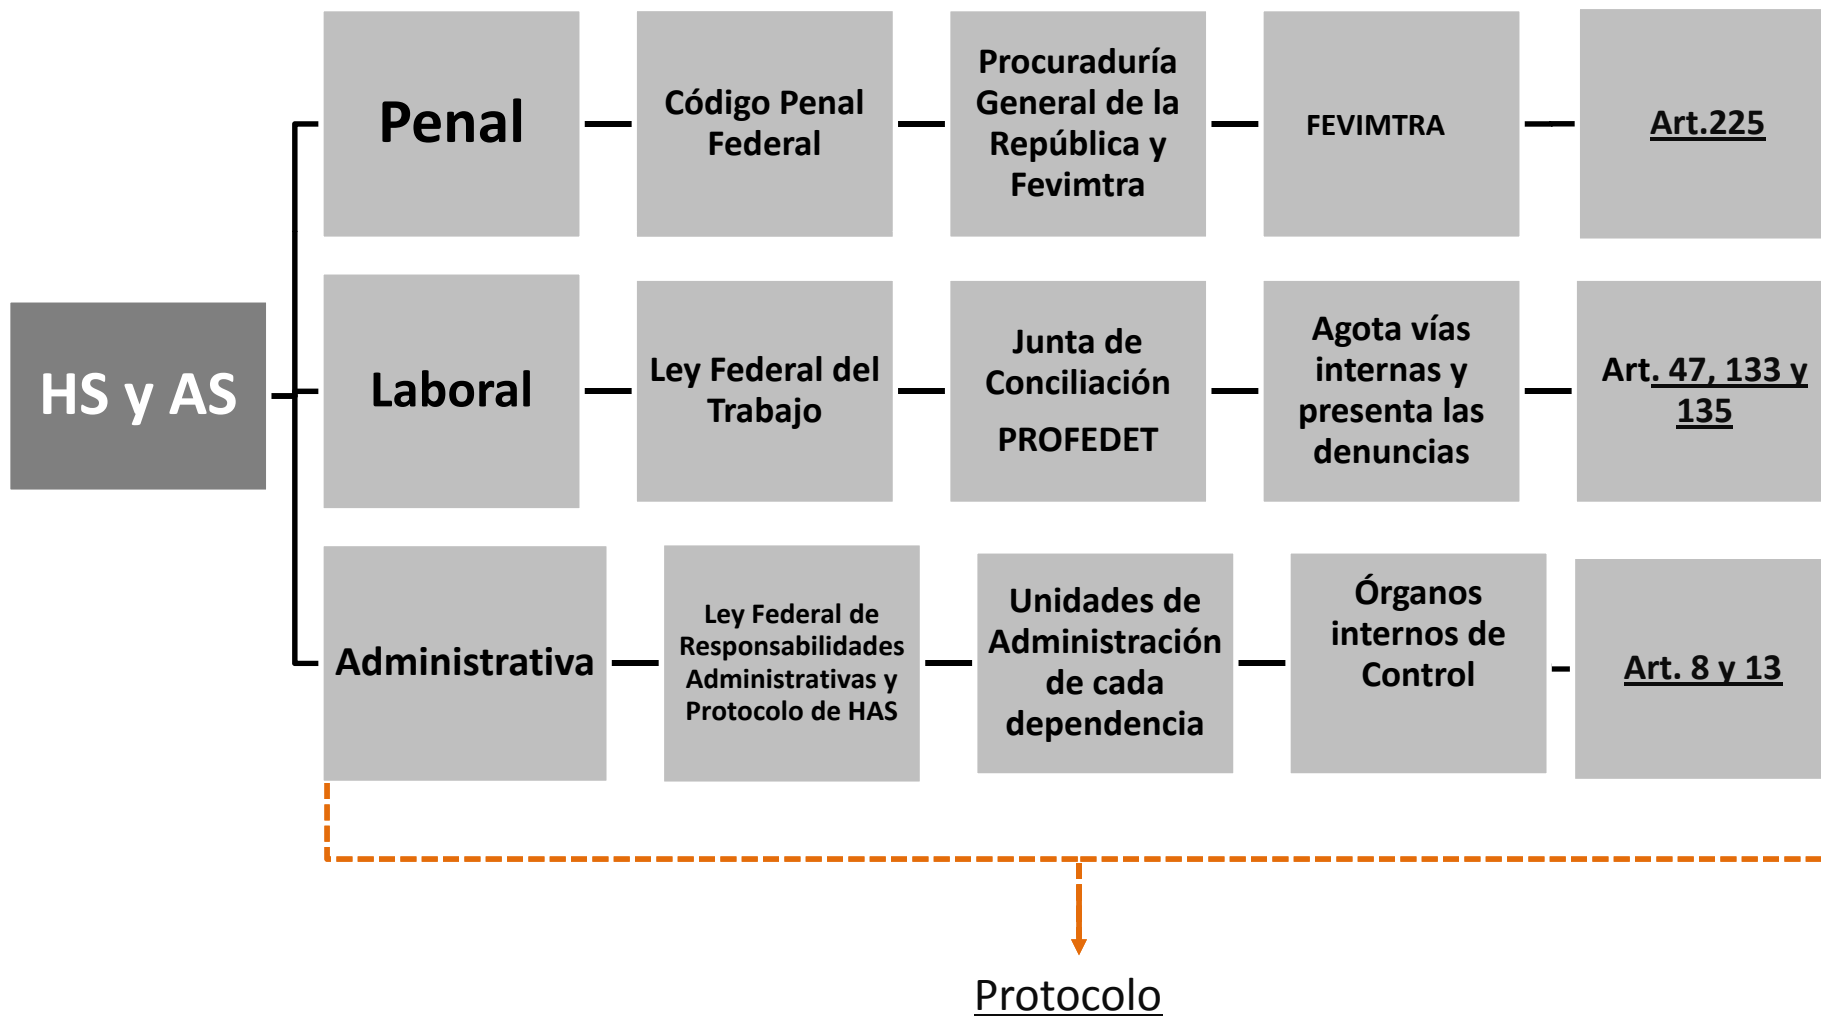 HS y AS
Penal
Código Penal
Federal
Procuraduría
General de la
República y
Fevimtra
FEVIMTRA
Art.225
Laboral
Ley Federal del
Trabajo
Junta de
Conciliación
PROFEDET
Agota vías
internas y
presenta las
denuncias
Art. 47, 133 y
135
Administrativa
Ley Federal de
Responsabilidades
Administrativas y
Protocolo de HAS
Unidades de
Administración
de cada
dependencia
Órganos
internos de
Control
Art. 8 y 13
Protocolo